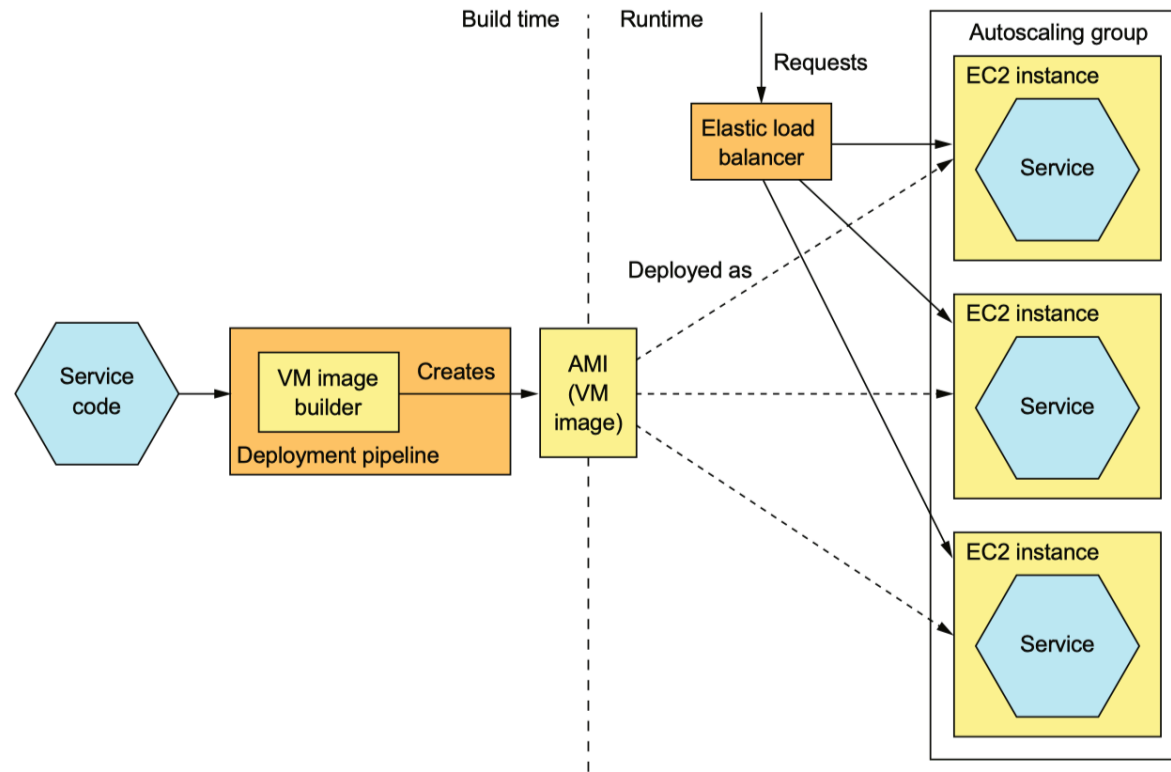 Build time
Runtime
Requests
Elastic load
balancer
Autoscaling group
EC2 instance
Service
Deployed as
EC2 instance
Service
EC2 instance
Service
Service
code
VM image
builder
Creates
Deployment pipeline
AMI
(VM
image)